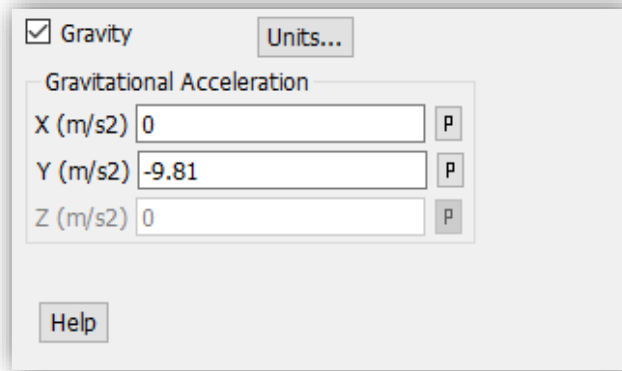 Gravity Units...
Gravitational Acceleration
X (m/s2) 0 P
Y (m/s2) -9.81 P
Z (m/s2) 0 P
Help